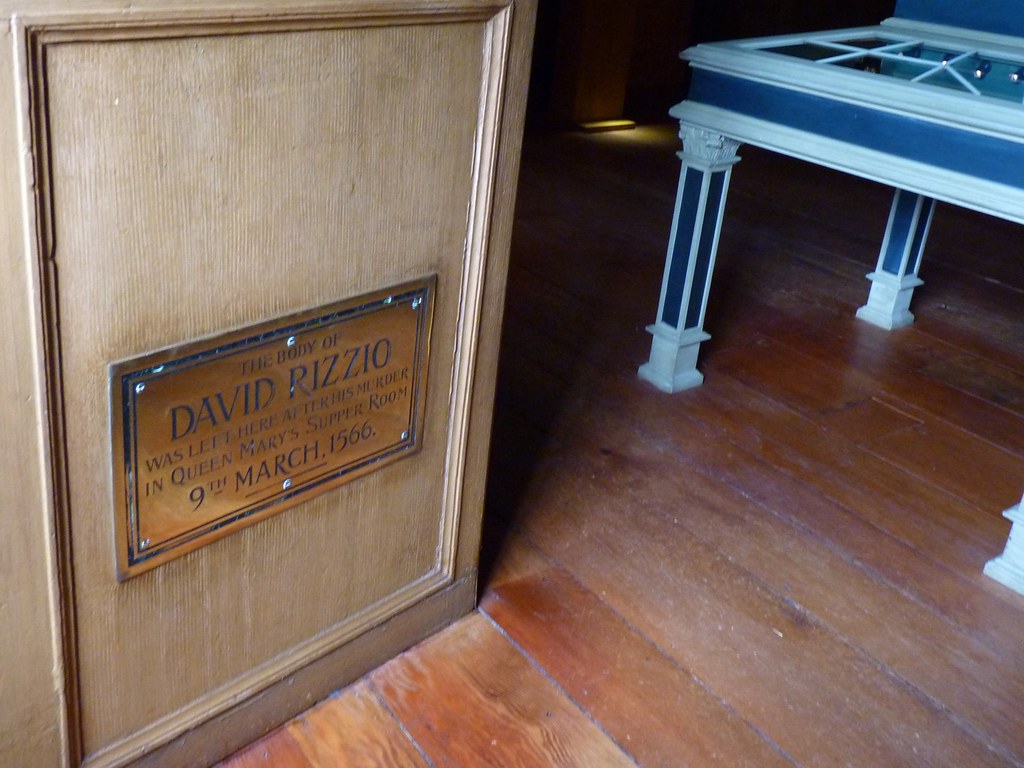 THE BODY OF
DAVID RIZZIO
WAS LEFT HERE AFTER HIS MURDER
IN QUEEN MARY'S SUPPER ROOM
9TH MARCH, 1566.